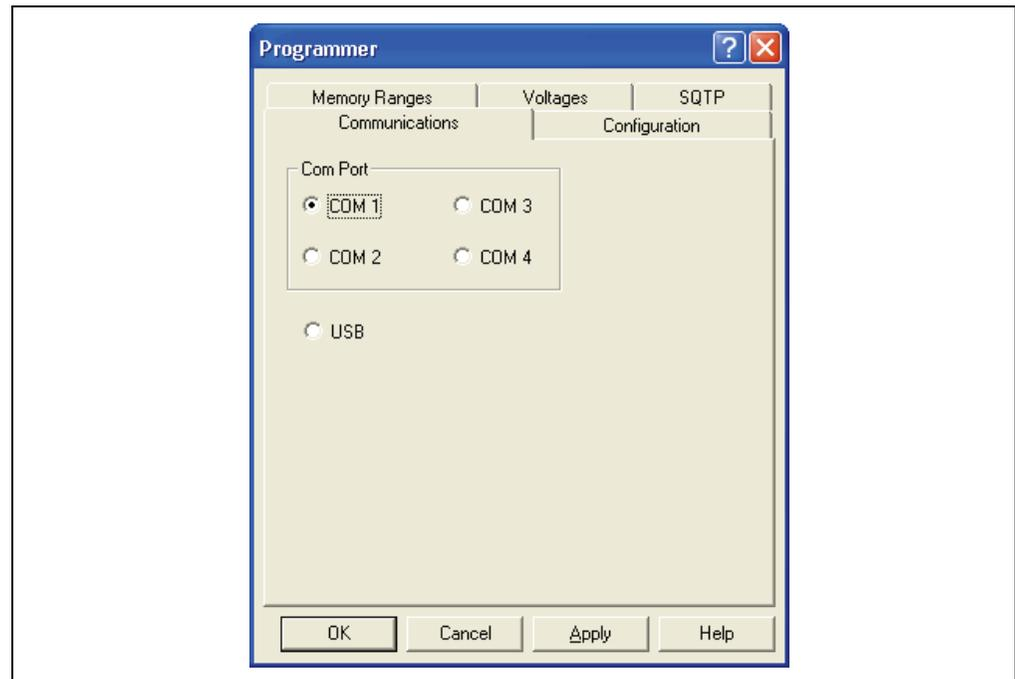 Programmer
Memory Ranges Voltages SQTP
Communications Configuration
Com Port
COM 1 COM 3
COM 2 COM 4
USB
OK Cancel Apply Help